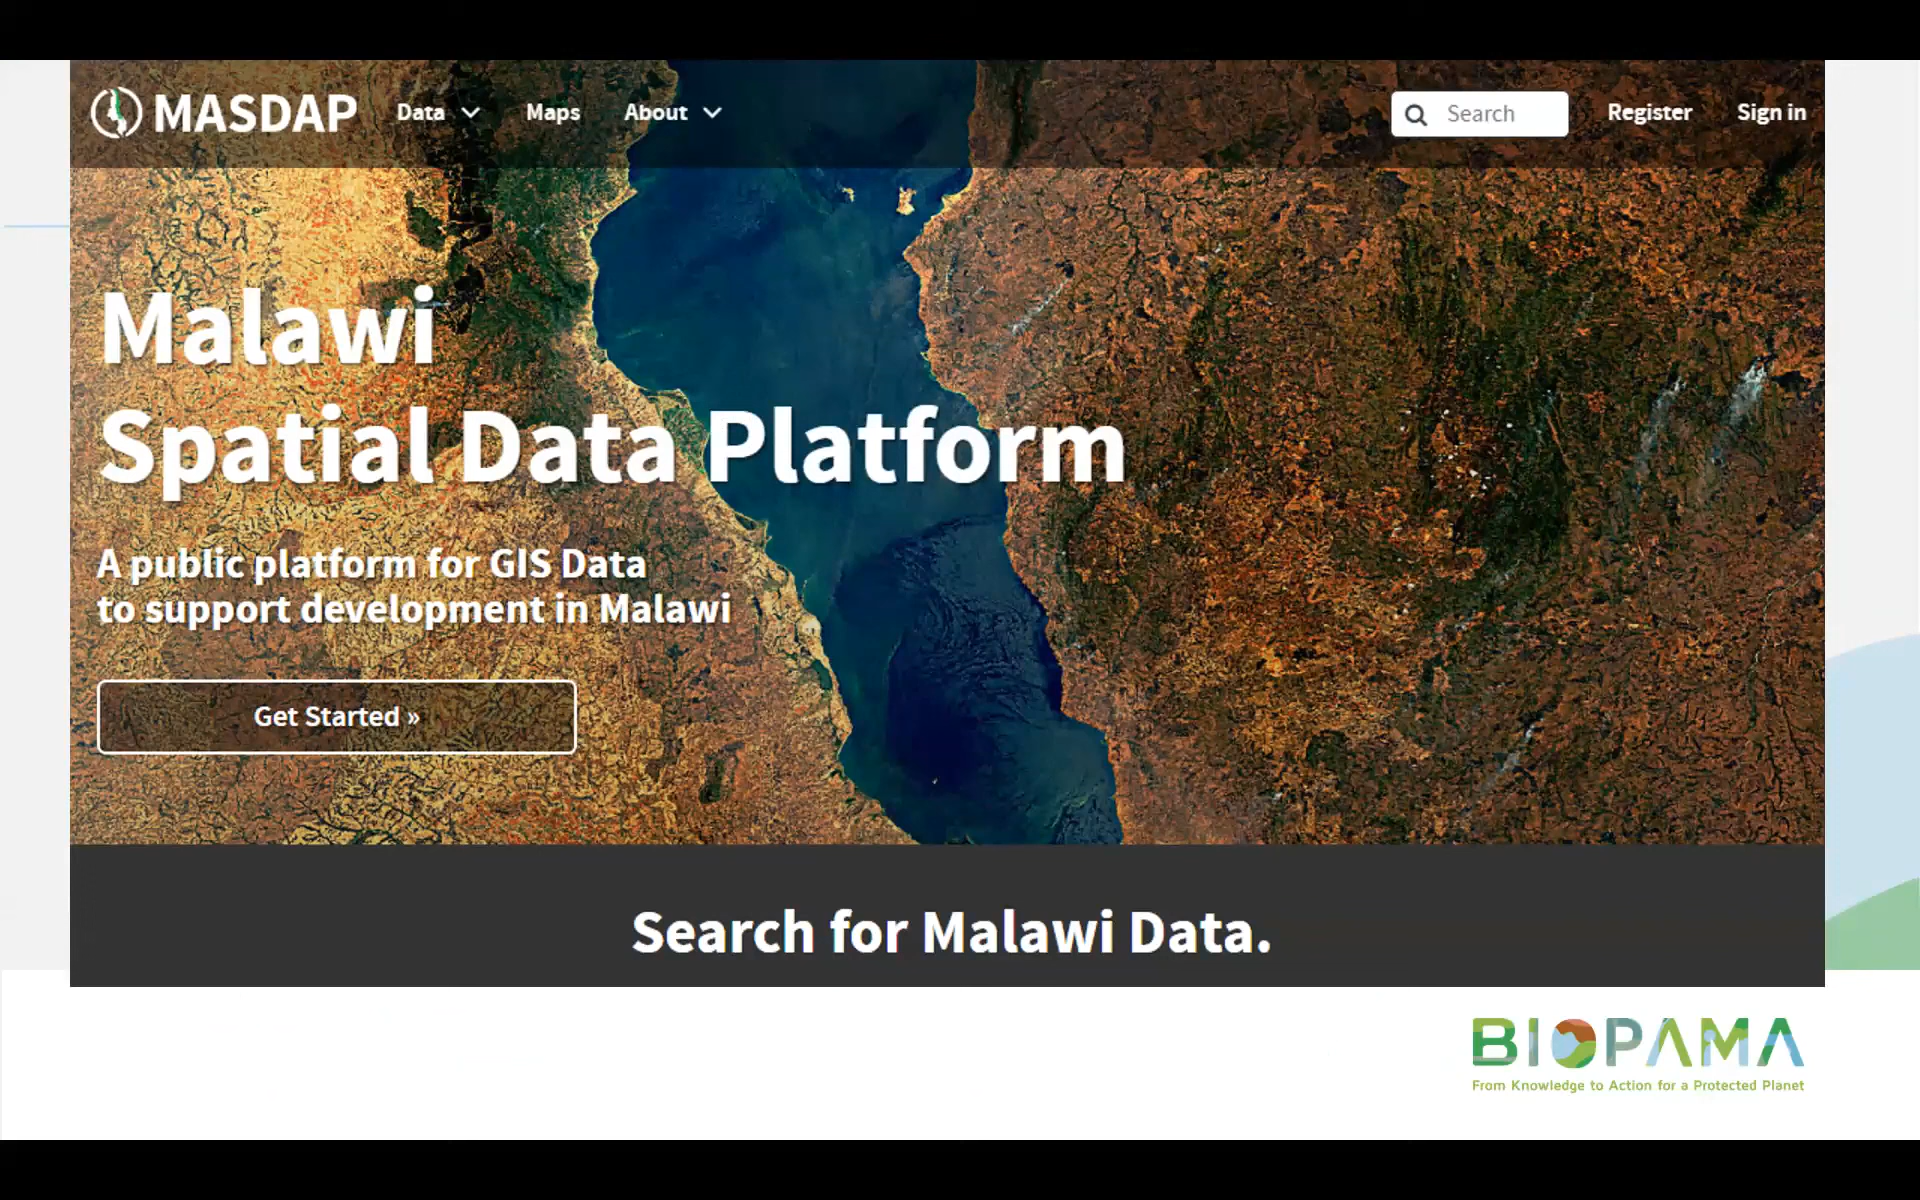 MASDAP
Data
Maps
About
Search
Register
Sign in
Malawi
Spatial Data Platform
A public platform for GIS Data
to support development in Malawi
Get Started »
Search for Malawi Data.
BIOPAMA
From Knowledge to Action for a Protected Planet